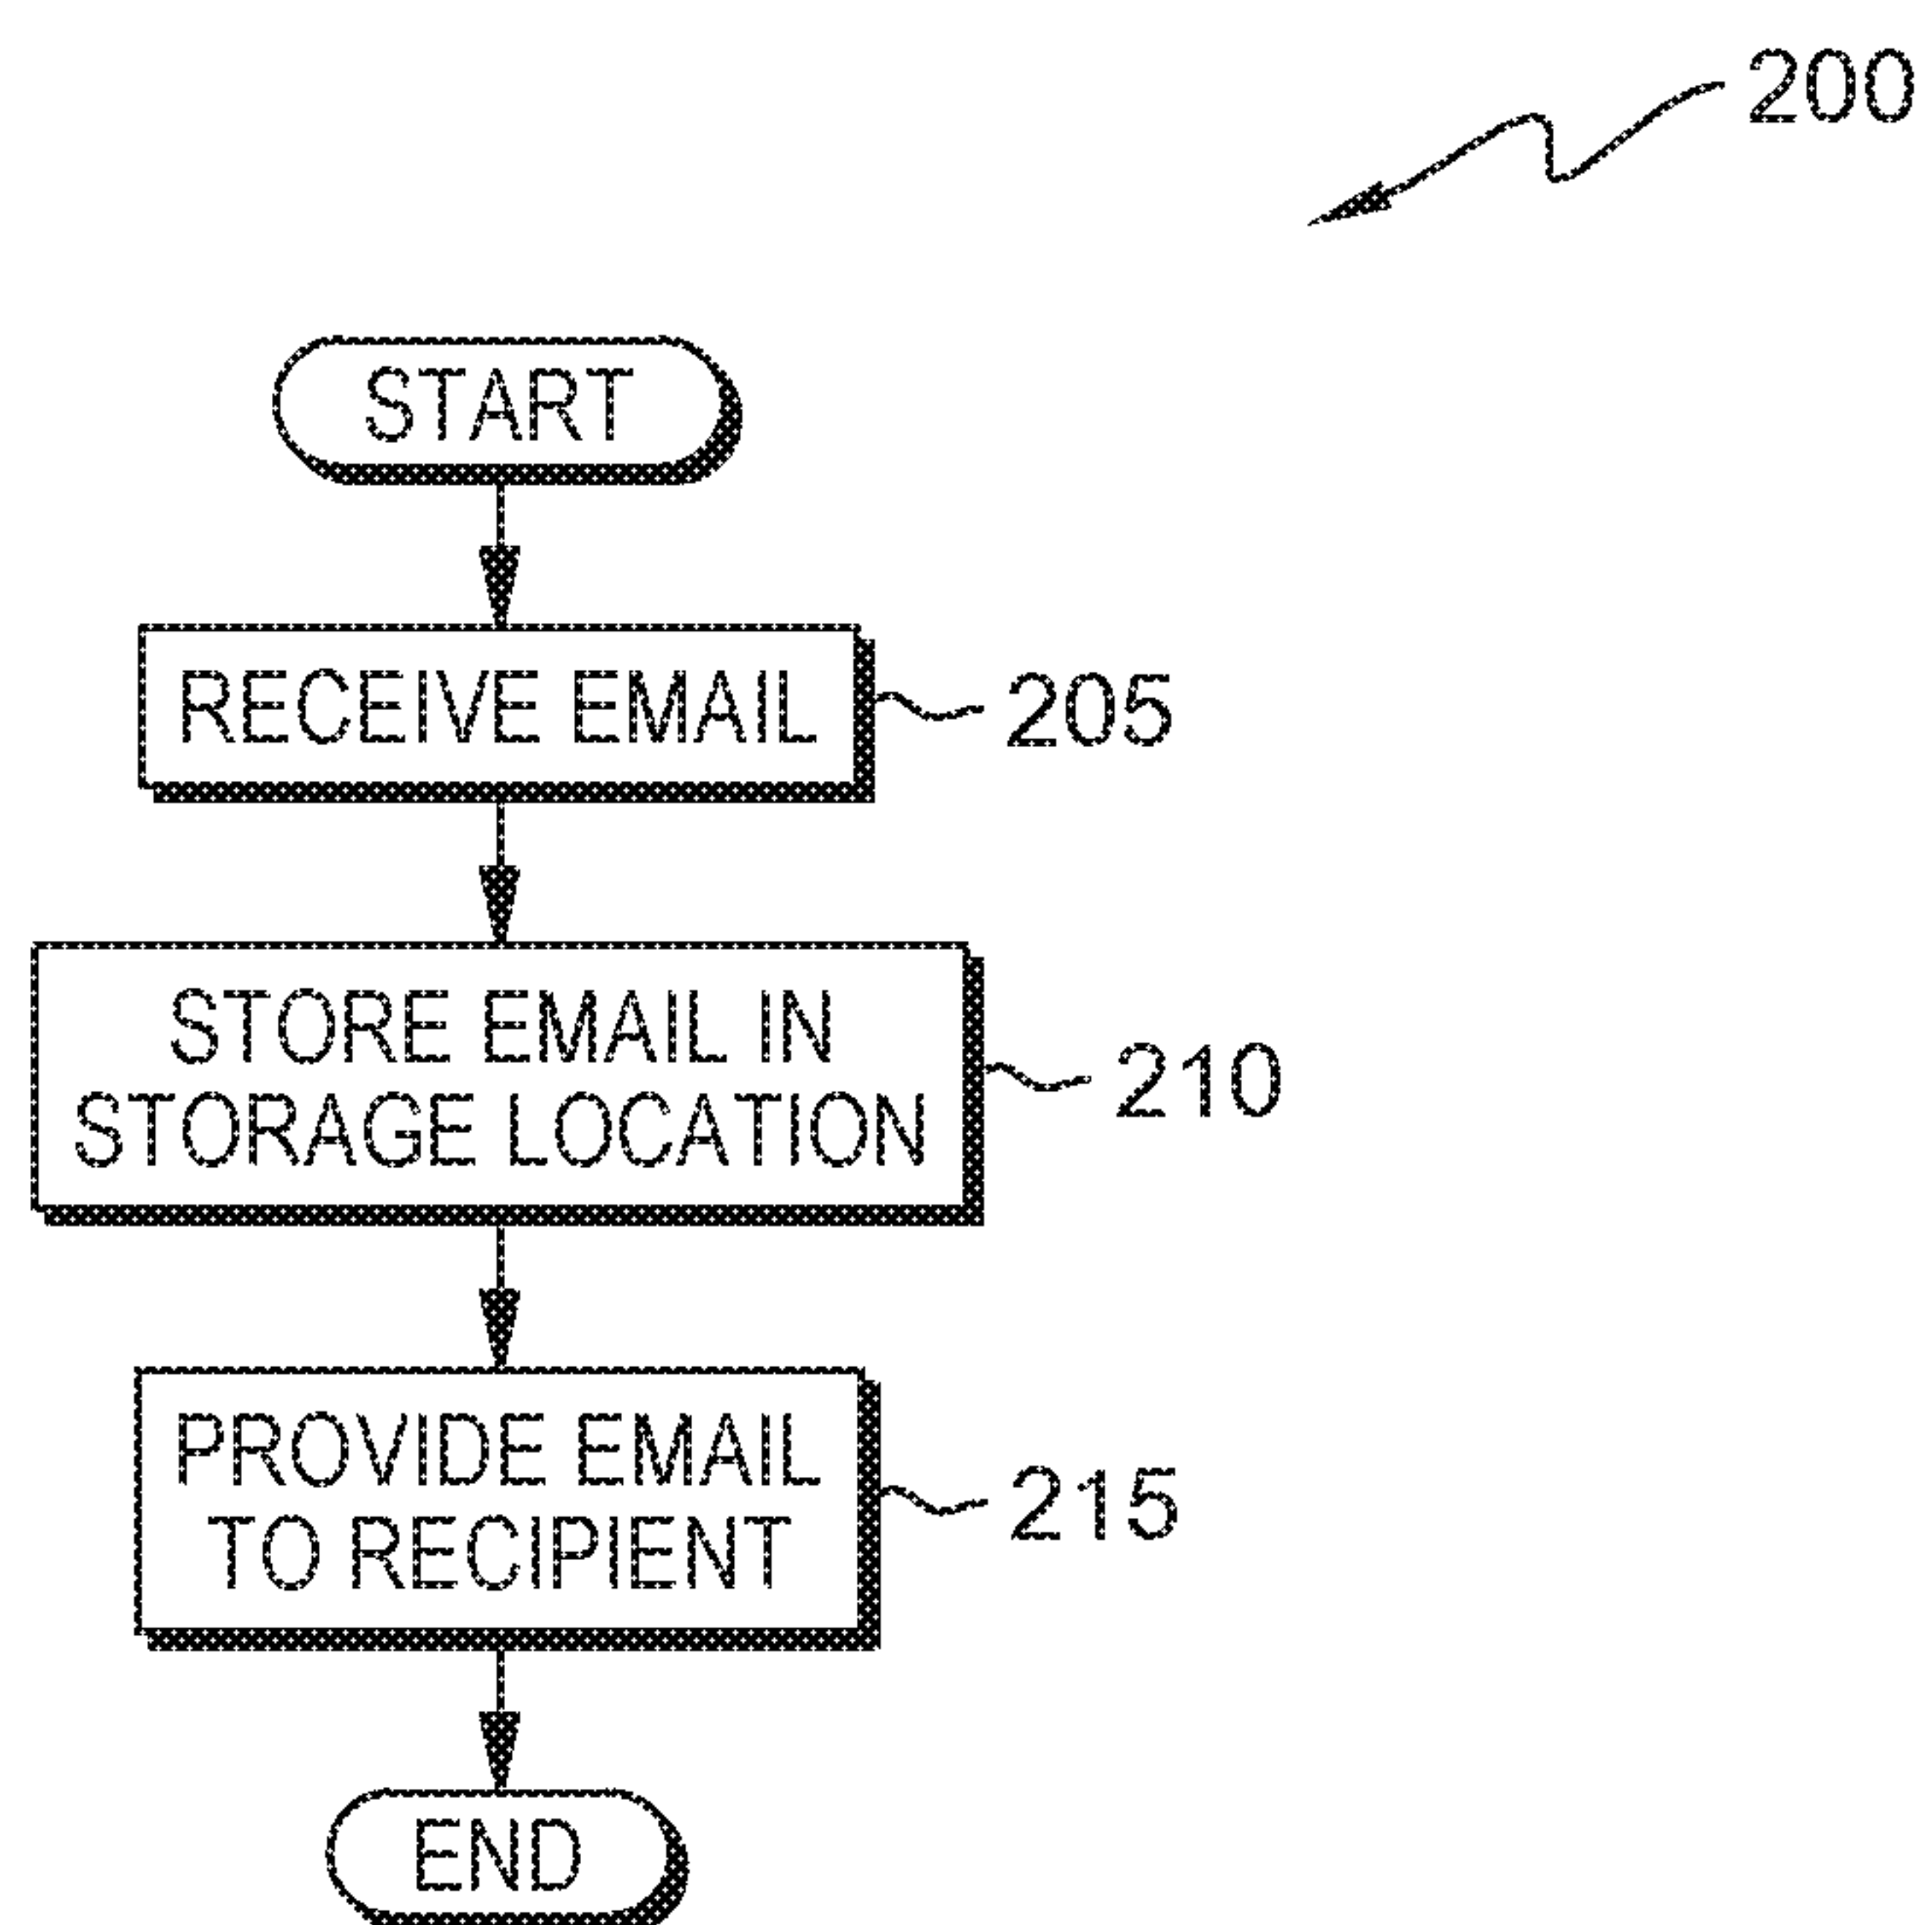 200
START
RECEIVE EMAIL
205
STORE EMAIL IN
STORAGE LOCATION
210
PROVIDE EMAIL
TO RECIPIENT
215
END